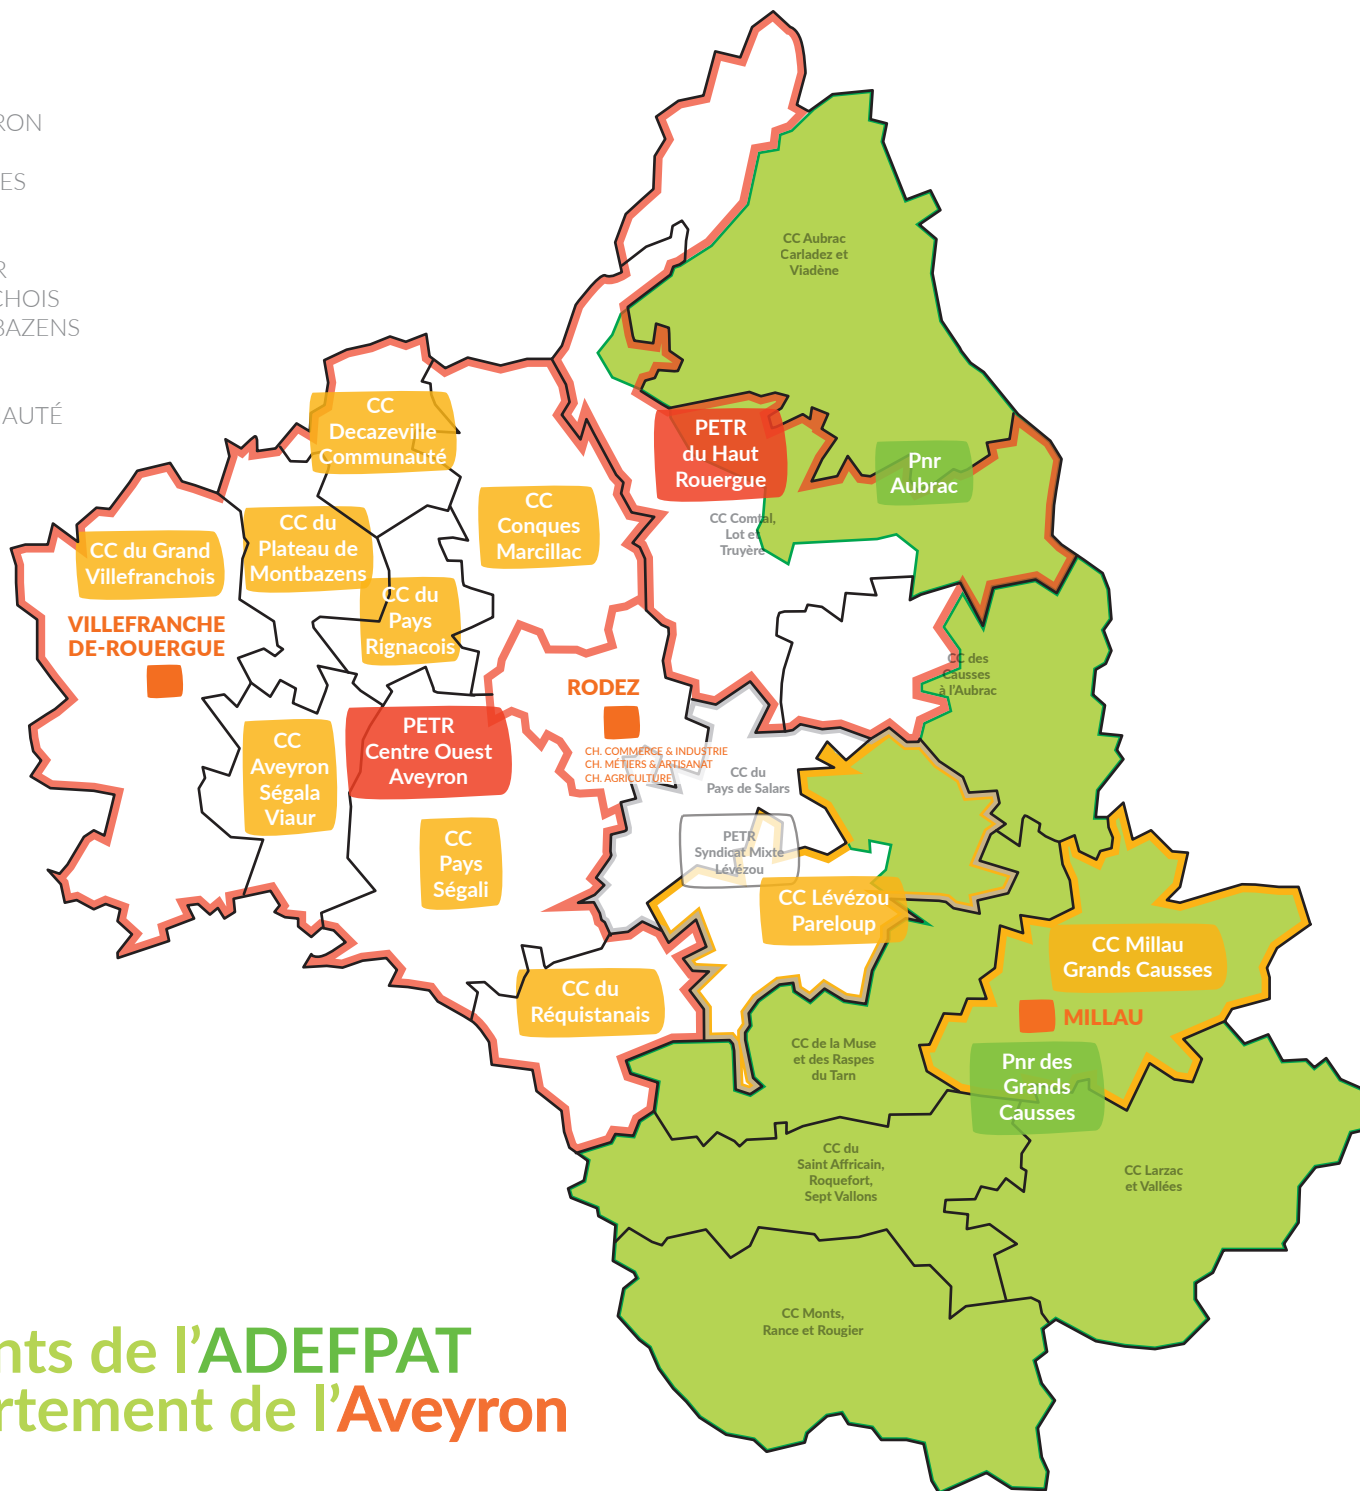 RON
ES
R
CHOIS
BAZENS
AUTÉ
CC Aubrac
Carladez et
Viadène
CC
Decazeville
Communauté
PETR
du Haut
Rouergue
Pnr
Aubrac
CC Comtal,
Lot et
Truyère
CC
Conques
Marcillac
CC du
Plateau de
Montbazens
CC du Grand
Villefranchois
CC du
Pays
Rignacois
VILLEFRANCHE
DE-ROUERGUE
CC des
Causses
à l'Aubrac
RODEZ
CH. COMMERCE & INDUSTRIE
CH. MÉTIERS & ARTISANAT
CH. AGRICULTURE
PETR
Centre Ouest
Aveyron
CC
Aveyron
Ségala
Viaur
CC du
Pays de Salars
PETR
Syndicat Mixte
Lévézou
CC
Pays
Ségali
CC Lévézou
Pareloup
CC Millau
Grands Causses
CC du
Réquistanais
MILLAU
CC de la Muse
et des Raspes
du Tarn
Pnr des
Grands
Causses
CC du
Saint Affricain,
Roquefort,
Sept Vallons
CC Larzac
et Vallées
CC Monts,
Rance et Rougier
nts de l'ADEFPAT
rtement de l'Aveyron